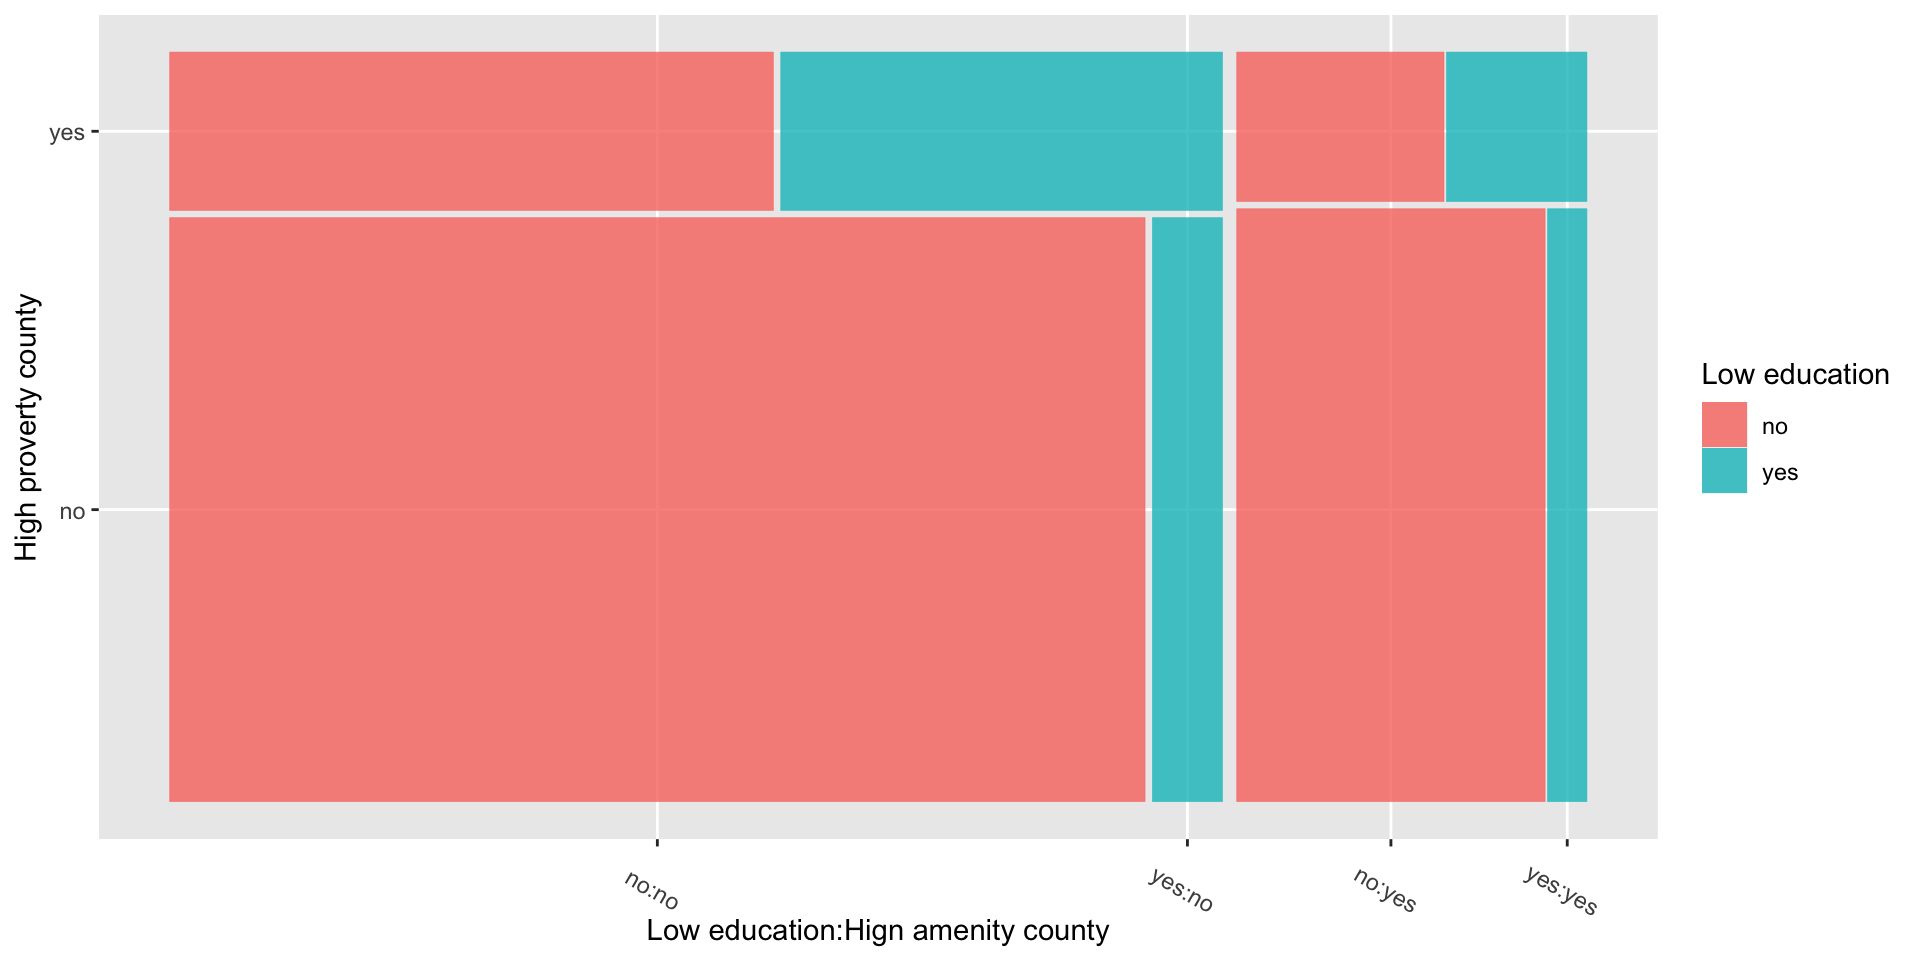 High proverty county
yes
no
no:no
yes:no
no:yes
yes:yes
Low education:Hign amenity county
Low education
no
yes